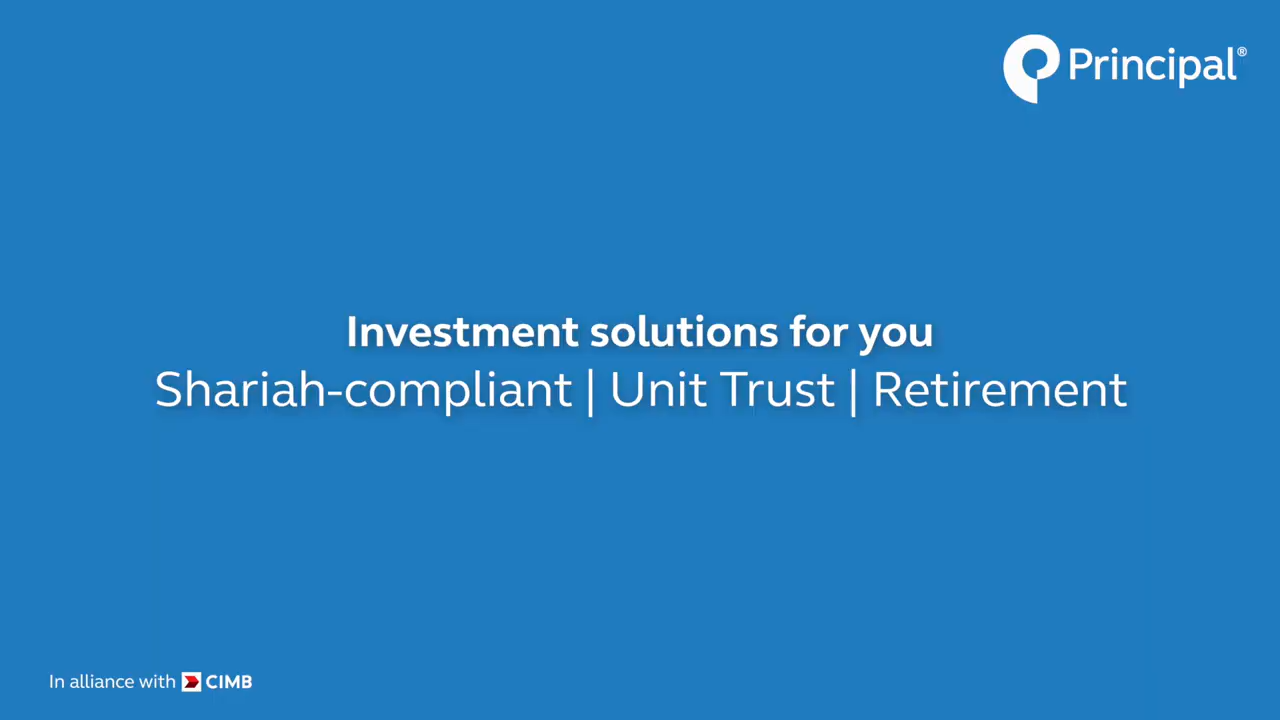 Principal®
Investment solutions for you
Shariah-compliant | Unit Trust | Retirement
In alliance with CIMB